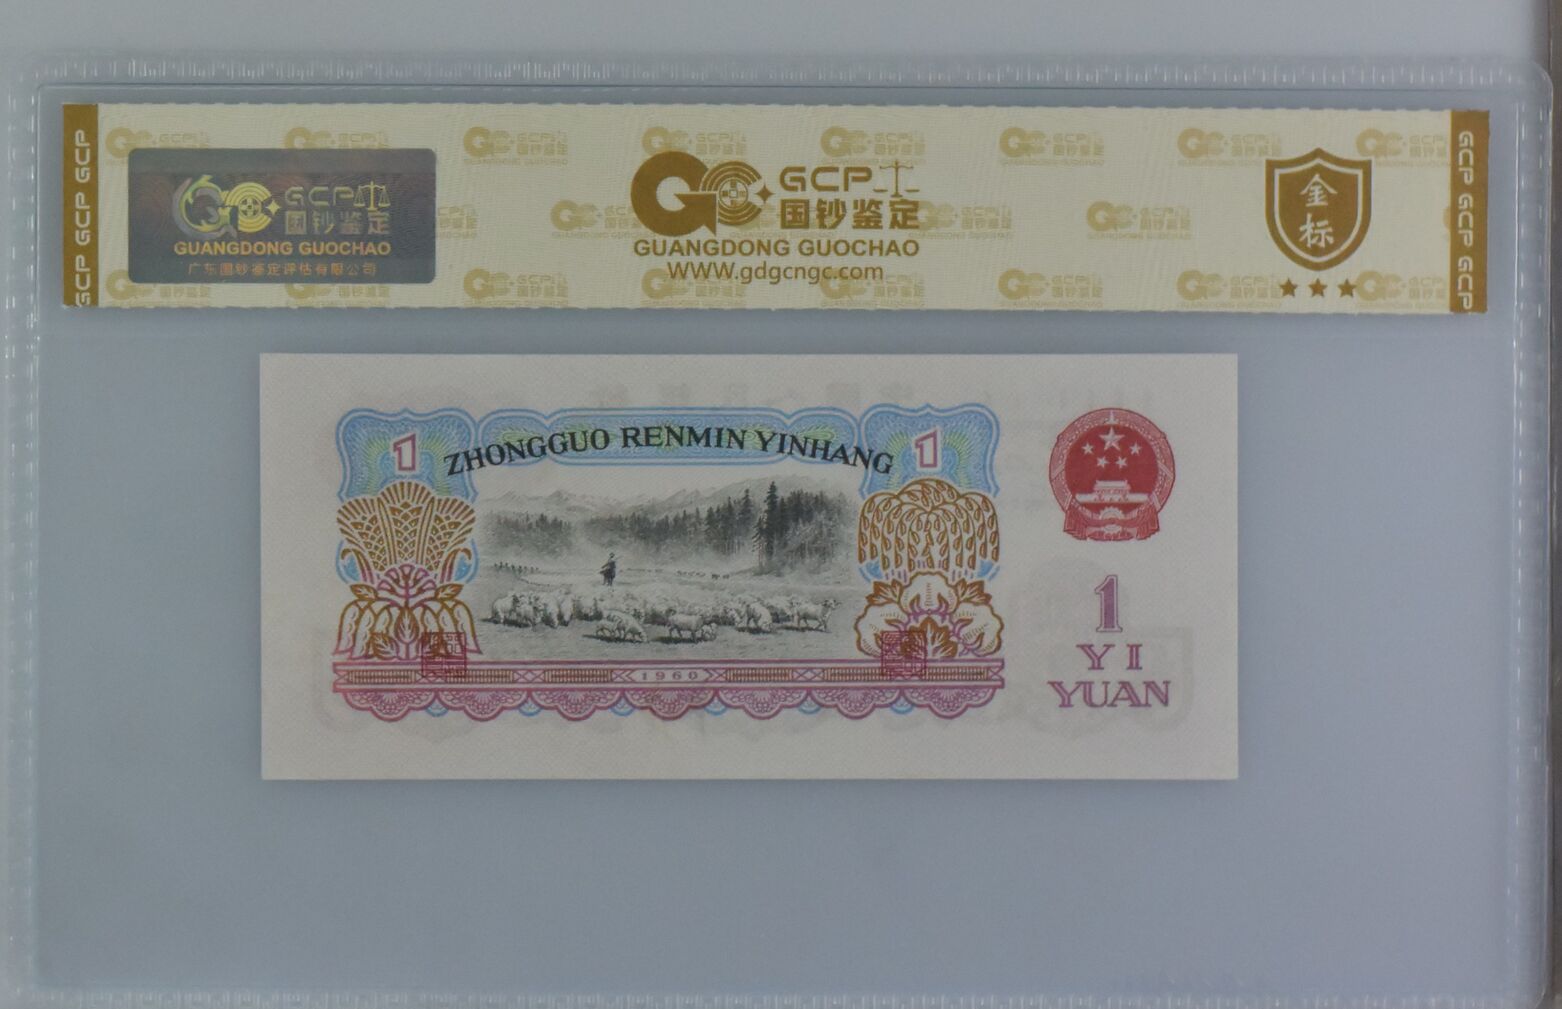 GCP GCP GCP
GCP
国钞鉴定
GUANGDONG GUOCHAO
广东国钞鉴定评估有限公司
GCP
国钞鉴定
GUANGDONG GUOCHAO
WWW.gdgcngc.com
金标
GCP GCP GCP
ZHONGGUO RENMIN YINHANG
1
1
1960
1
YI
YUAN